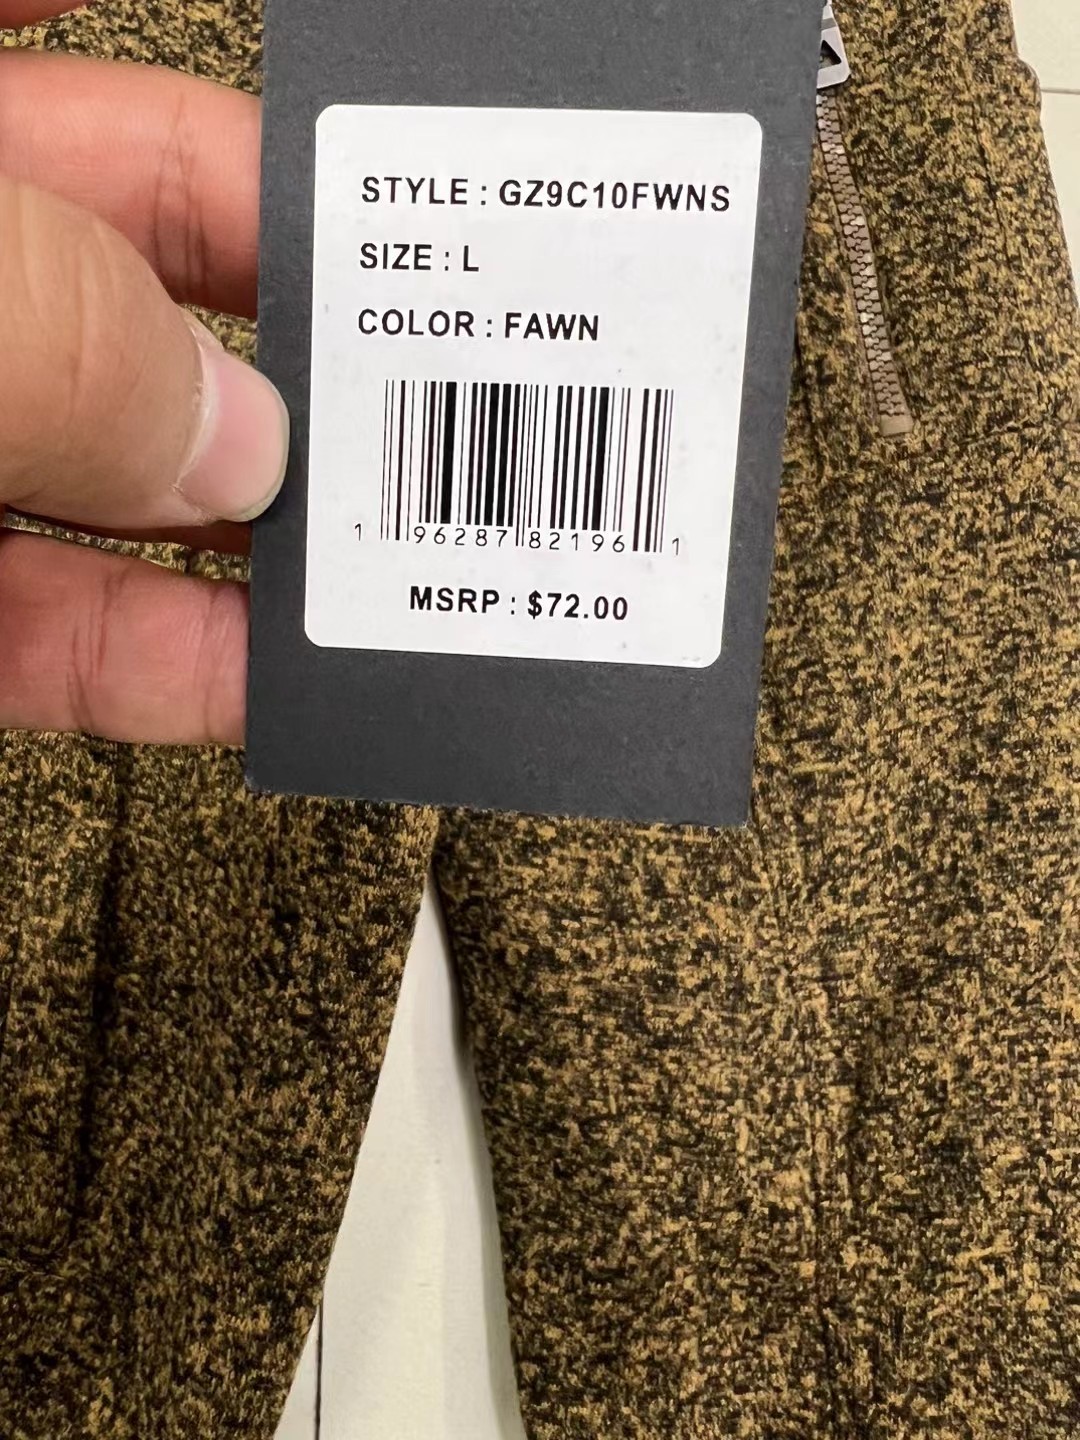 STYLE : GZ9C10FWNS
SIZE : L
COLOR : FAWN
1 96287 82196 1
MSRP : $72.00